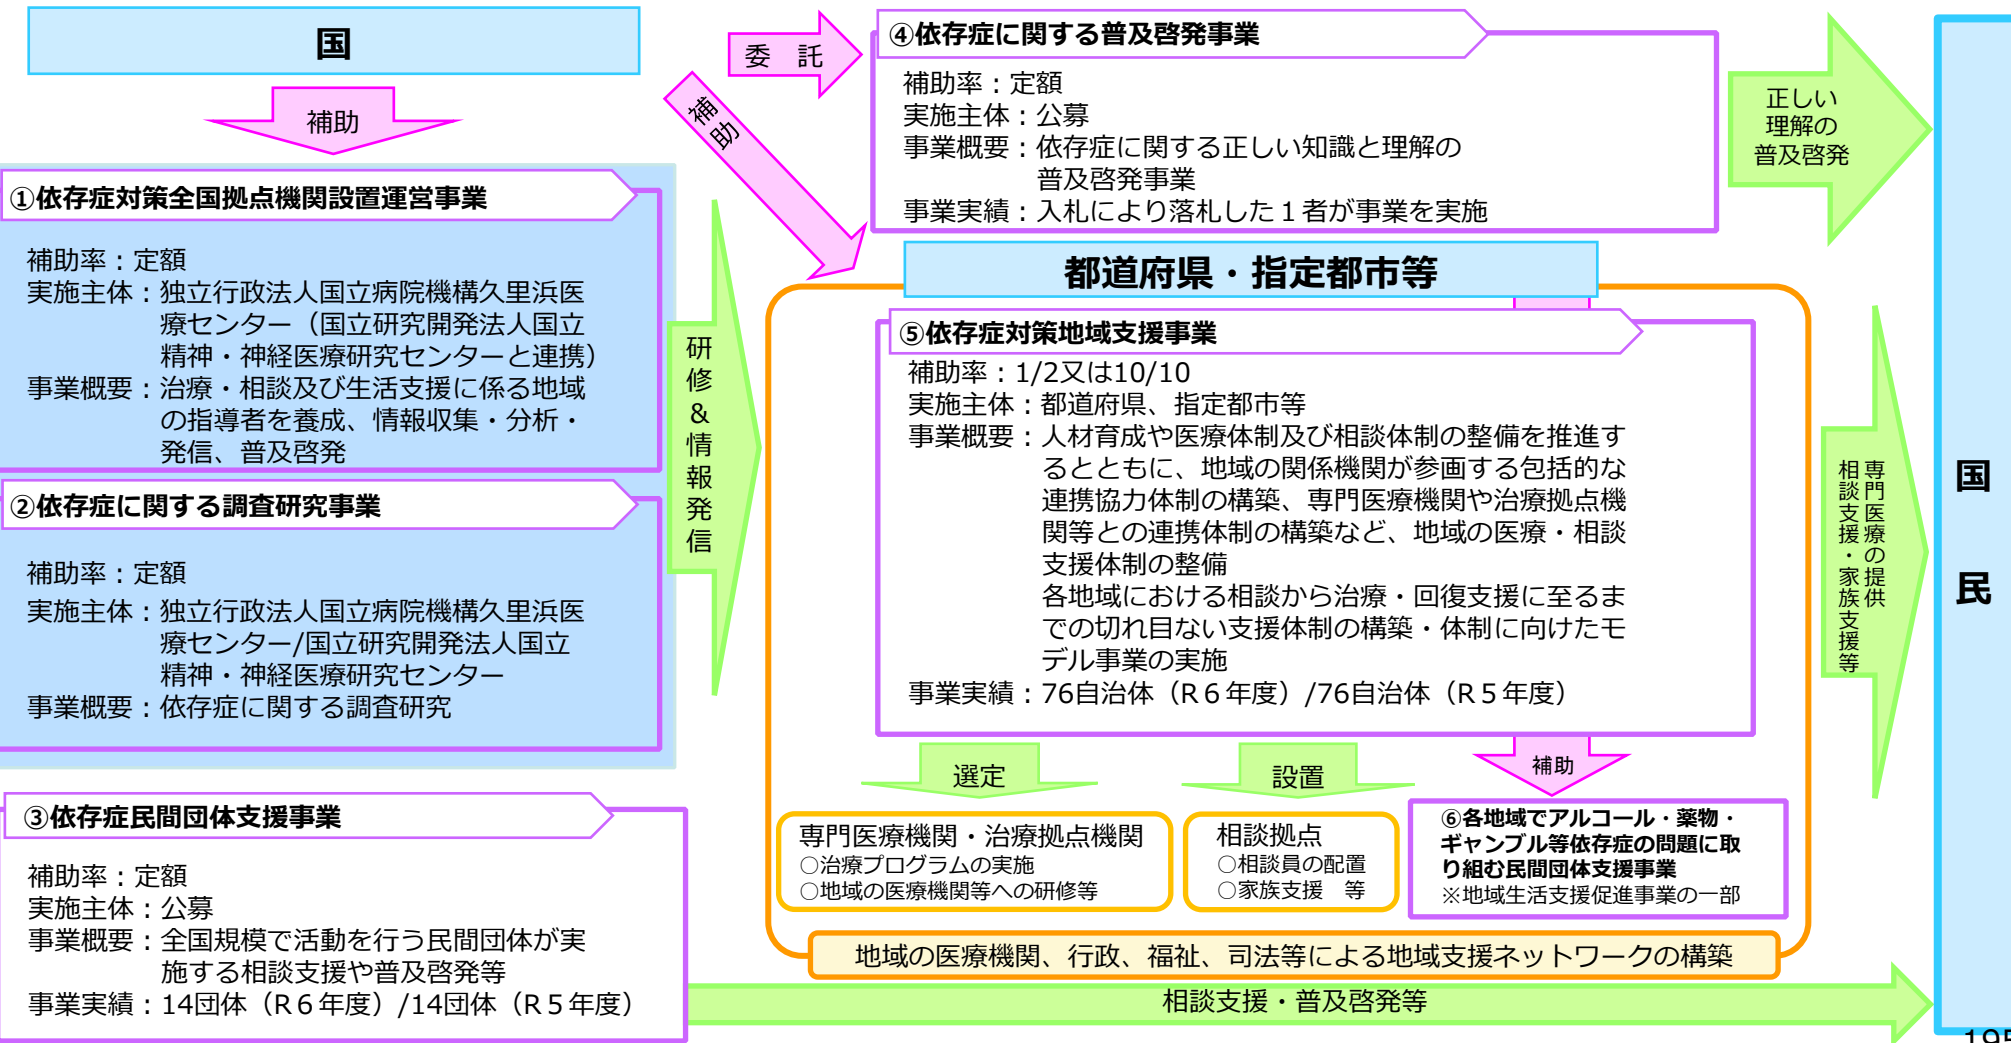 国
補助
①依存症対策全国拠点機関設置運営事業
補助率：定額
実施主体：独立行政法人国立病院機構久里浜医
療センター（国立研究開発法人国立
精神・神経医療研究センターと連携）
事業概要：治療・相談及び生活支援に係る地域
の指導者を養成、情報収集・分析・
発信、普及啓発
②依存症に関する調査研究事業
補助率：定額
実施主体：独立行政法人国立病院機構久里浜医
療センター/国立研究開発法人国立
精神・神経医療研究センター
事業概要：依存症に関する調査研究
③依存症民間団体支援事業
補助率：定額
実施主体：公募
事業概要：全国規模で活動を行う民間団体が実
施する相談支援や普及啓発等
事業実績：14団体（R６年度）/14団体（R５年度）
研修＆情報発信
委　託
補助
④依存症に関する普及啓発事業
補助率：定額
実施主体：公募
事業概要：依存症に関する正しい知識と理解の
普及啓発事業
事業実績：入札により落札した１者が事業を実施
正しい
理解の
普及啓発
都道府県・指定都市等
⑤依存症対策地域支援事業
補助率：1/2又は10/10
実施主体：都道府県、指定都市等
事業概要：人材育成や医療体制及び相談体制の整備を推進す
るとともに、地域の関係機関が参画する包括的な
連携協力体制の構築、専門医療機関や治療拠点機
関等との連携体制の構築など、地域の医療・相談
支援体制の整備
各地域における相談から治療・回復支援に至るま
での切れ目ない支援体制の構築・体制に向けたモ
デル事業の実施
事業実績：76自治体（R６年度）/76自治体（R５年度）
選定
設置
補助
専門医療機関・治療拠点機関
○治療プログラムの実施
○地域の医療機関等への研修等
相談拠点
○相談員の配置
○家族支援　等
⑥各地域でアルコール・薬物・
ギャンブル等依存症の問題に取
り組む民間団体支援事業
※地域生活支援促進事業の一部
地域の医療機関、行政、福祉、司法等による地域支援ネットワークの構築
相談支援・普及啓発等
専門医療の提供
相談支援・家族支援等
国民